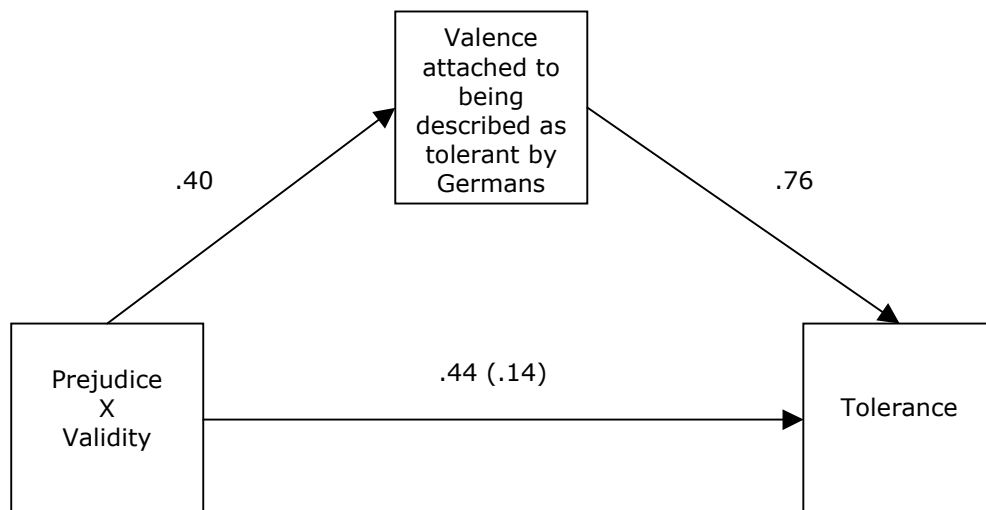 Valence
attached to
being
described as
tolerant by
Germans
.40
.76
.44 (.14)
Prejudice
X
Validity
Tolerance